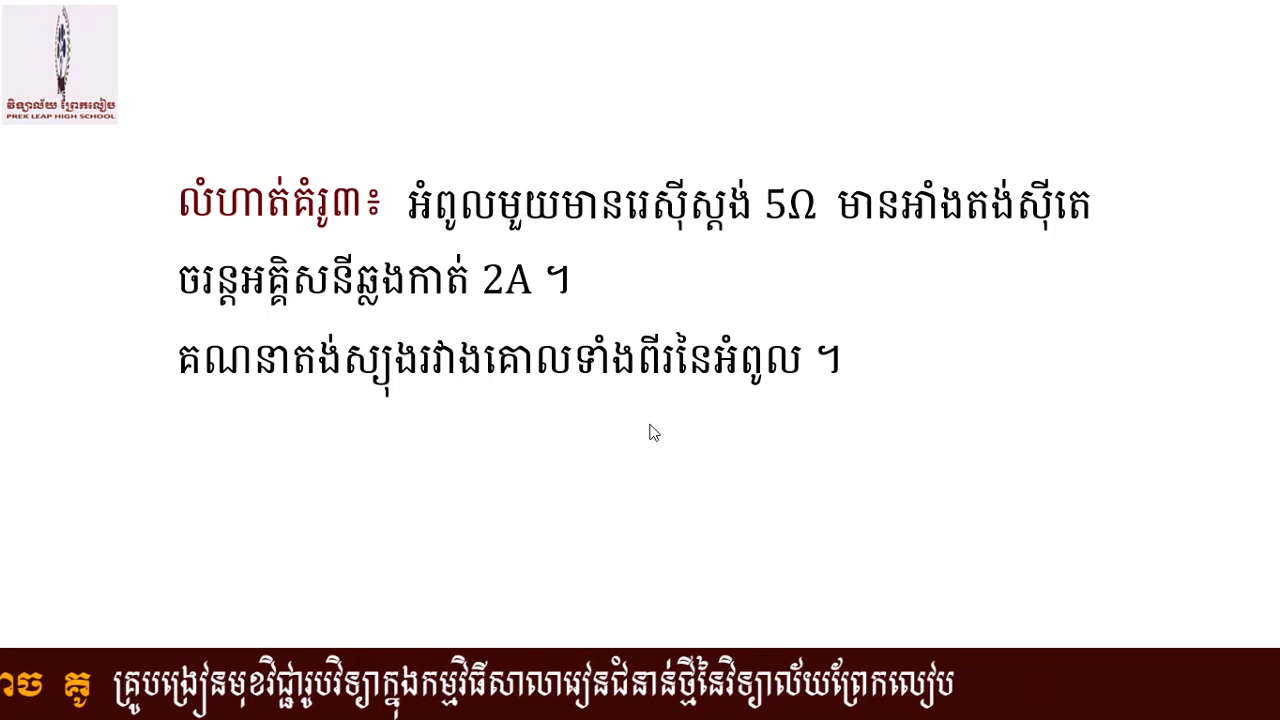 វិទ្យាល័យ ព្រែកលៀប
PREK LEAP HIGH SCHOOL
លំហាត់គំរូ៣៖ អំពូលមួយមានរេស៊ីស្តង់ 5Ω មានអាំងតង់ស៊ីតេ
ចរន្តអគ្គិសនីឆ្លងកាត់ 2A ។
គណនាតង់ស្យុងរវាងគោលទាំងពីរនៃអំពូល ។
គូ គ្រូបង្រៀនមុខវិជ្ជារូបវិទ្យាក្នុងកម្មវិធីសាលារៀនជំនាន់ថ្មីនៃវិទ្យាល័យព្រែកលៀប